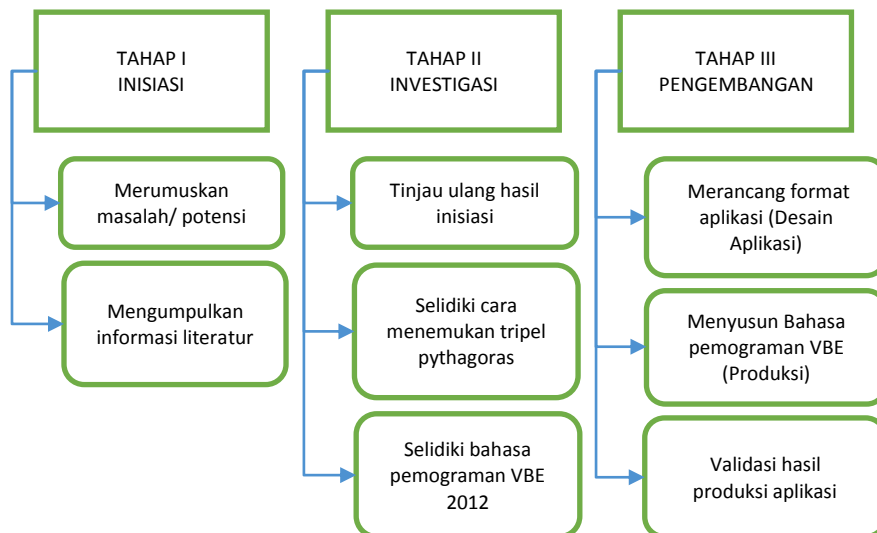 TAHAP I
INISIASI
Merumuskan
masalah/ potensi
Mengumpulkan
informasi literatur
TAHAP II
INVESTIGASI
Tinjau ulang hasil
inisiasi
Selidiki cara
menemukan tripel
pythagoras
Selidiki bahasa
pemograman VBE
2012
TAHAP III
PENGEMBANGAN
Merancang format
aplikasi (Desain
Aplikasi)
Menyusun Bahasa
pemograman VBE
(Produksi)
Validasi hasil
produksi aplikasi